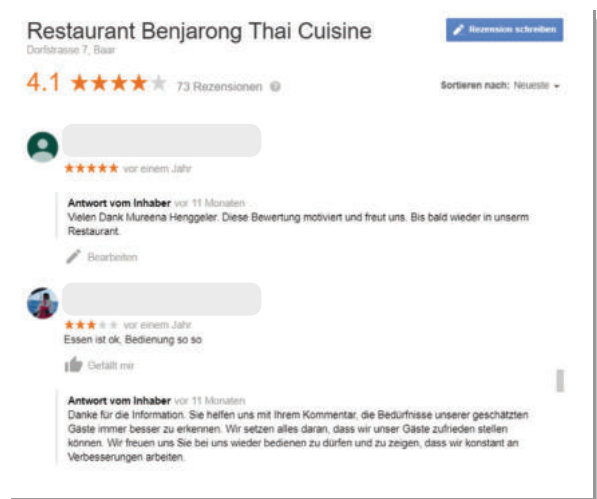 Restaurant Benjarong Thai Cuisine
Rezension schreiben
Dorfstrasse 7, Baar
4.1 73 Rezensionen
Sortieren nach: Neueste
vor einem Jahr
Antwort vom Inhaber vor 11 Monaten
Vielen Dank Mureena Henggeler. Diese Bewertung motiviert und freut uns. Bis bald wieder in unserm
Restaurant.
Bearbeiten
vor einem Jahr
Essen ist ok, Bedienung so so
Gefällt mir
Antwort vom Inhaber vor 11 Monaten
Danke für die Information. Sie helfen uns mit Ihrem Kommentar, die Bedürfnisse unserer geschätzten
Gäste immer besser zu erkennen. Wir setzen alles daran, dass wir unser Gäste zufrieden stellen
können. Wir freuen uns Sie bei uns wieder bedienen zu dürfen und zu zeigen, dass wir konstant an
Verbesserungen arbeiten.